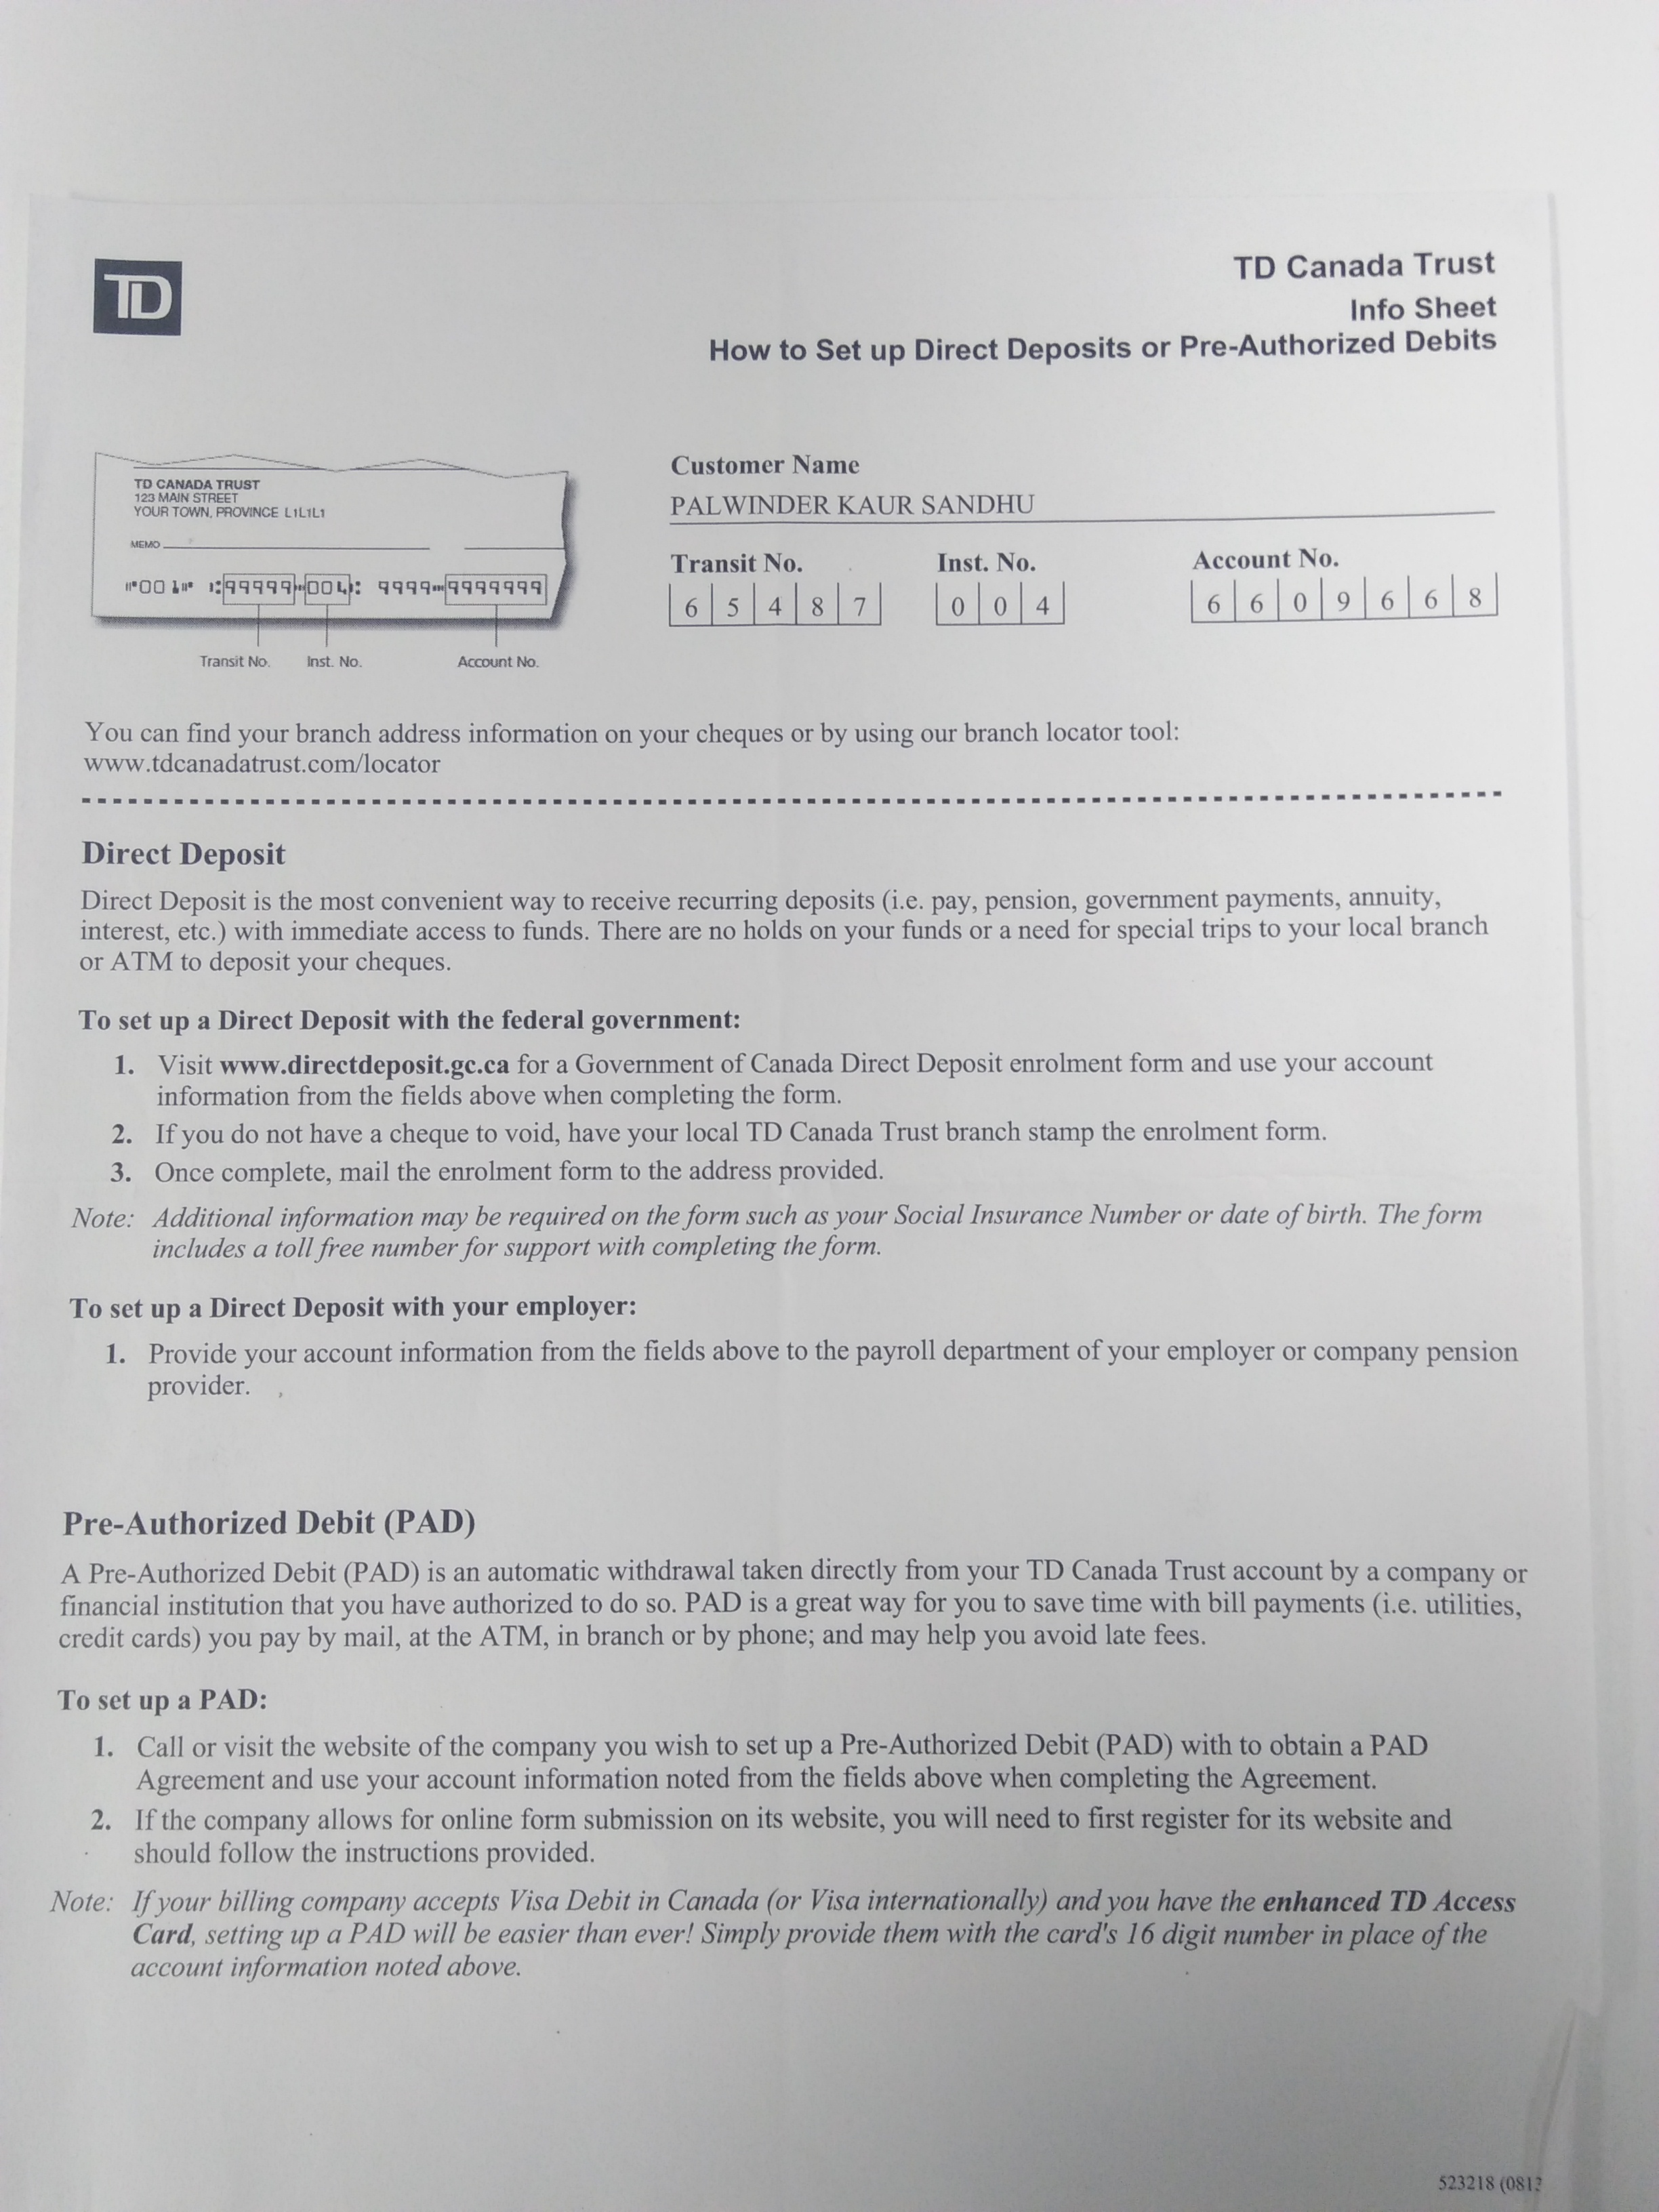 TD
TD Canada Trust
Info Sheet
How to Set up Direct Deposits or Pre-Authorized Debits
TD CANADA TRUST
123 MAIN STREET
YOUR TOWN, PROVINCE L1L1L1
MEMO
⑈001⑈ ⑆99999⑉004⑆ 9999⑉9999999
Transit No. Inst. No. Account No.
Customer Name
PALWINDER KAUR SANDHU
Transit No. Inst. No. Account No.
6 5 4 8 7 0 0 4 6 6 0 9 6 6 8
You can find your branch address information on your cheques or by using our branch locator tool:
www.tdcanadatrust.com/locator
Direct Deposit
Direct Deposit is the most convenient way to receive recurring deposits (i.e. pay, pension, government payments, annuity,
interest, etc.) with immediate access to funds. There are no holds on your funds or a need for special trips to your local branch
or ATM to deposit your cheques.
To set up a Direct Deposit with the federal government:
1. Visit www.directdeposit.gc.ca for a Government of Canada Direct Deposit enrolment form and use your account
information from the fields above when completing the form.
2. If you do not have a cheque to void, have your local TD Canada Trust branch stamp the enrolment form.
3. Once complete, mail the enrolment form to the address provided.
Note: Additional information may be required on the form such as your Social Insurance Number or date of birth. The form
includes a toll free number for support with completing the form.
To set up a Direct Deposit with your employer:
1. Provide your account information from the fields above to the payroll department of your employer or company pension
provider.
Pre-Authorized Debit (PAD)
A Pre-Authorized Debit (PAD) is an automatic withdrawal taken directly from your TD Canada Trust account by a company or
financial institution that you have authorized to do so. PAD is a great way for you to save time with bill payments (i.e. utilities,
credit cards) you pay by mail, at the ATM, in branch or by phone; and may help you avoid late fees.
To set up a PAD:
1. Call or visit the website of the company you wish to set up a Pre-Authorized Debit (PAD) with to obtain a PAD
Agreement and use your account information noted from the fields above when completing the Agreement.
2. If the company allows for online form submission on its website, you will need to first register for its website and
should follow the instructions provided.
Note: If your billing company accepts Visa Debit in Canada (or Visa internationally) and you have the enhanced TD Access
Card, setting up a PAD will be easier than ever! Simply provide them with the card's 16 digit number in place of the
account information noted above.
523218 (0813